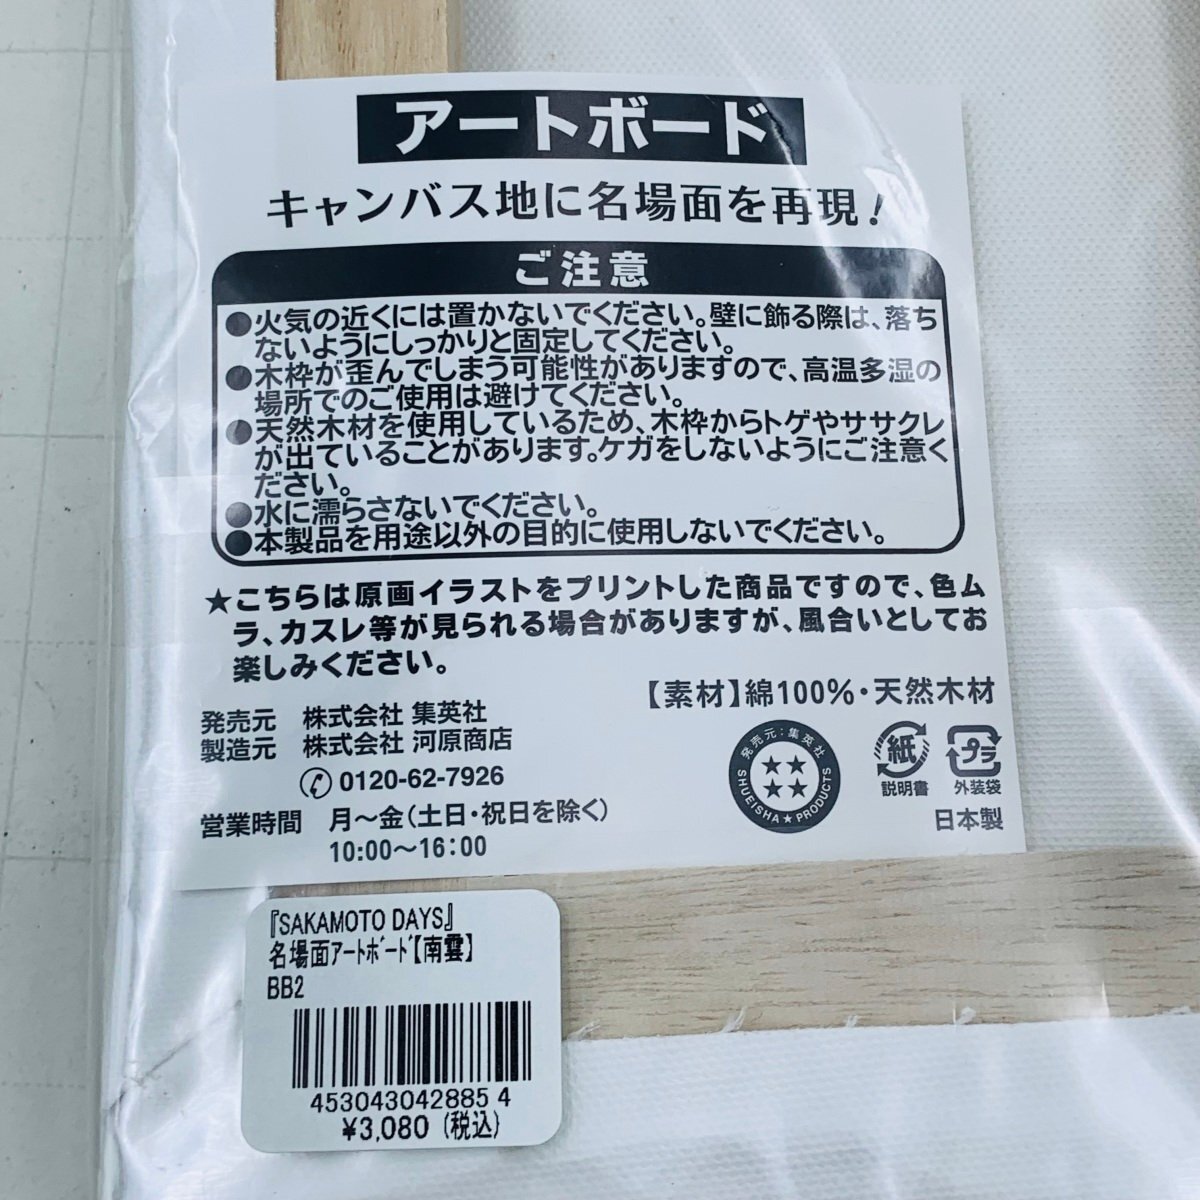 アートボード
キャンバス地に名場面を再現!
ご注意
●火気の近くには置かないでください。壁に飾る際は、落ち
ないようにしっかりと固定してください。
●木枠が歪んでしまう可能性がありますので、高温多湿の
場所でのご使用は避けてください。
●天然木材を使用しているため、木枠からトゲやササクレ
が出ていることがあります。ケガをしないようにご注意く
ださい。
●水に濡らさないでください。
●本製品を用途以外の目的に使用しないでください。
★こちらは原画イラストをプリントした商品ですので、色ム
ラ、カスレ等が見られる場合がありますが、風合いとしてお
楽しみください。
【素材】綿100%・天然木材
発売元 株式会社 集英社
製造元 株式会社 河原商店
0120-62-7926
営業時間 月〜金(土日・祝日を除く)
10:00〜16:00
発売元:集英社
SHUEISHA★PRODUCTS
紙
説明書
プラ
外装袋
日本製
『SAKAMOTO DAYS』
名場面ｱｰﾄﾎﾞｰﾄﾞ【南雲】
BB2
453043042885 4
¥3,080 (税込)